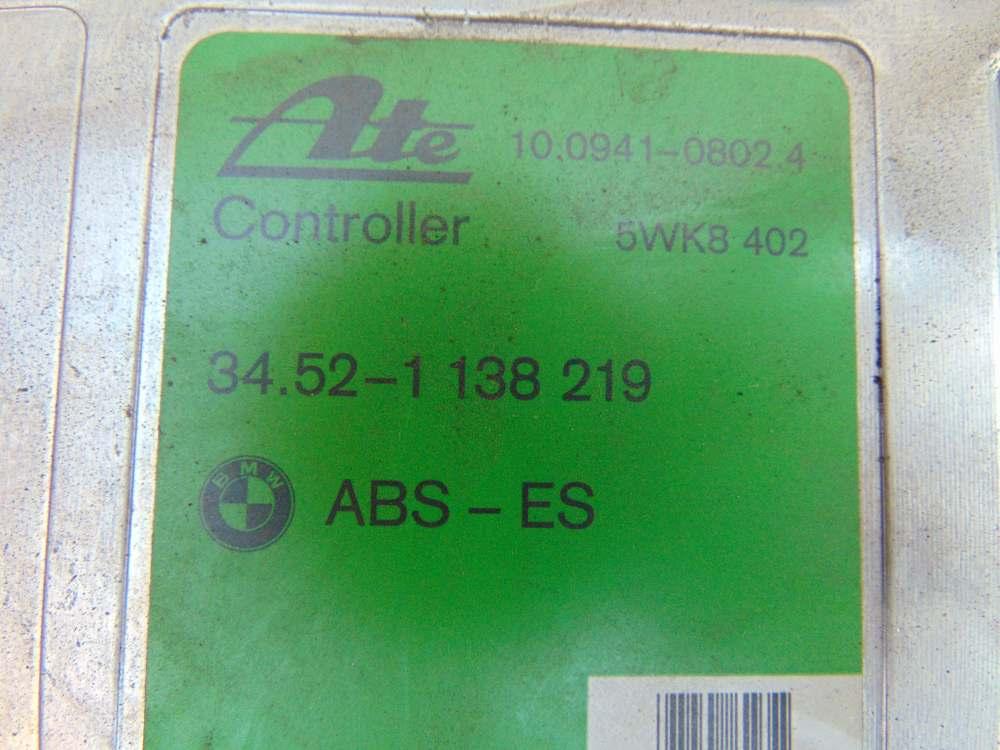 Ate 10.0941-0802.4
Controller 5WK8 402
34.52-1 138 219
BMW ABS - ES